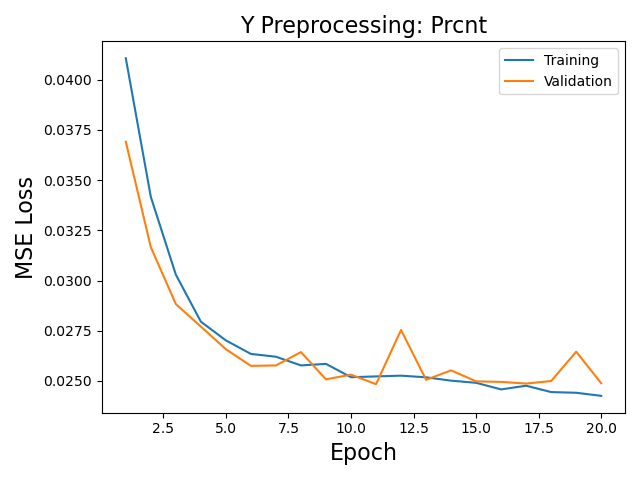 Y Preprocessing: Prcnt
Training
Validation
MSE Loss
0.0400
0.0375
0.0350
0.0325
0.0300
0.0275
0.0250
2.5 5.0 7.5 10.0 12.5 15.0 17.5 20.0
Epoch